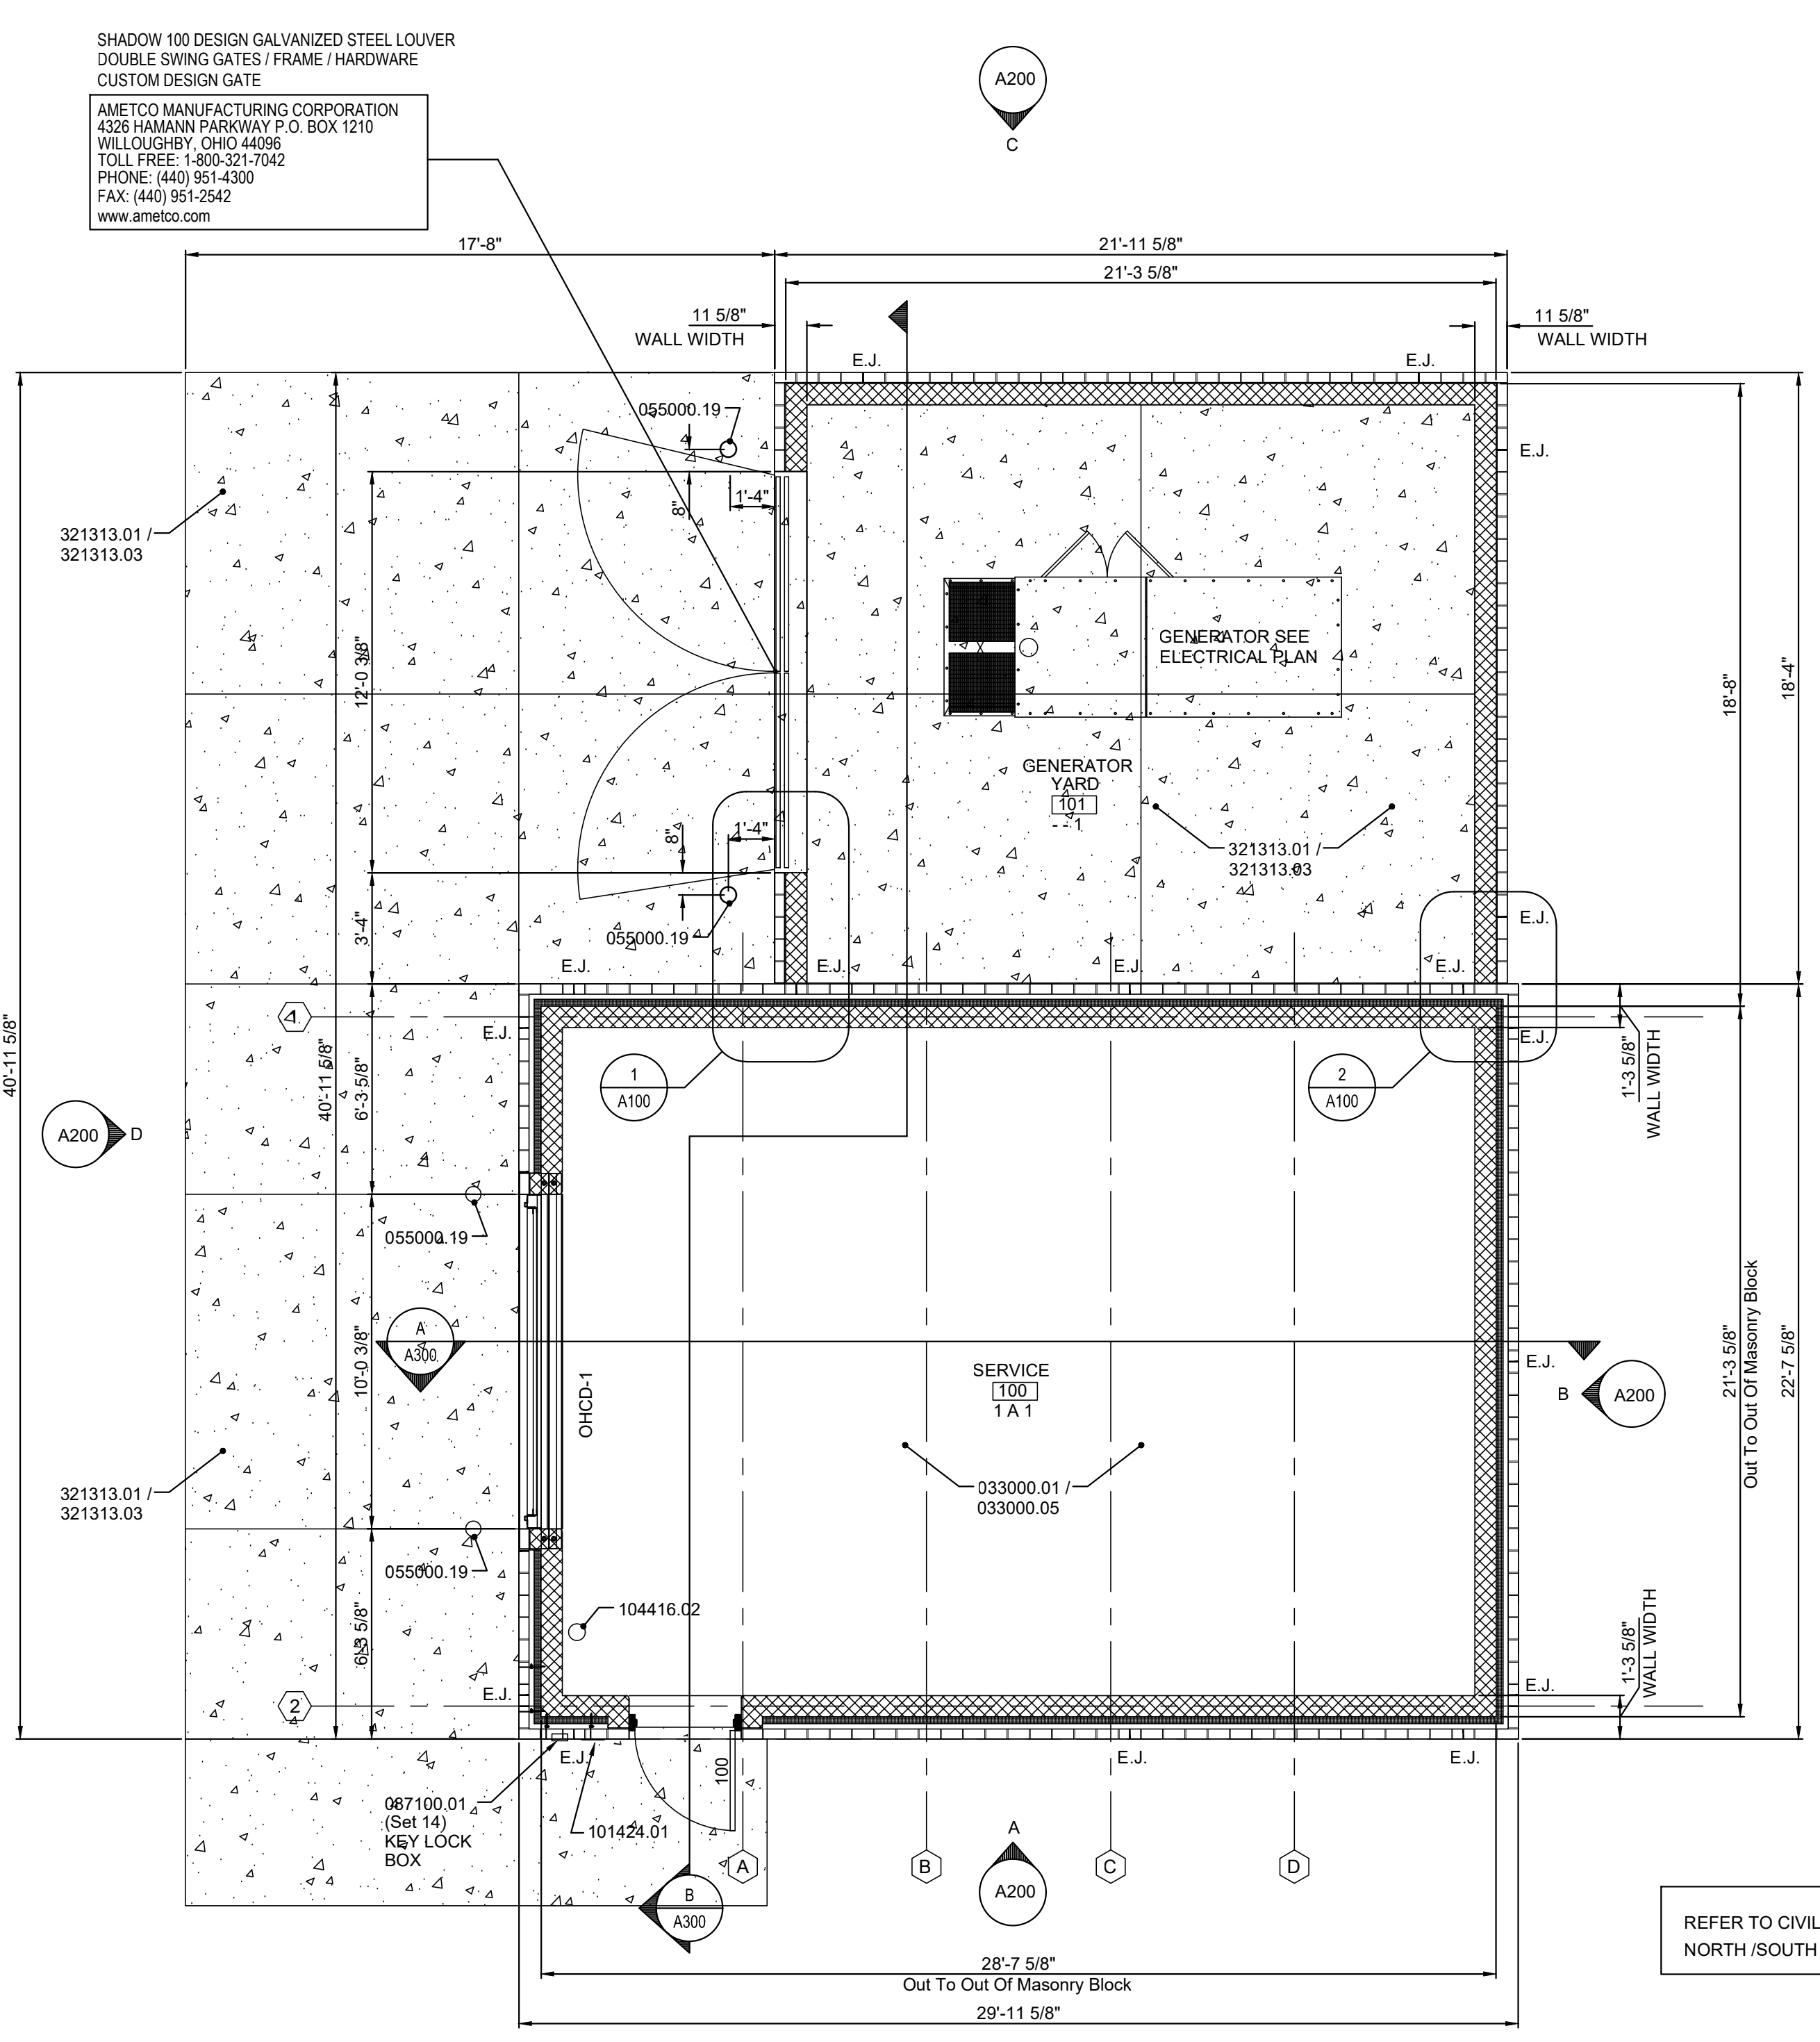 SHADOW 100 DESIGN GALVANIZED STEEL LOUVER
DOUBLE SWING GATES / FRAME / HARDWARE
CUSTOM DESIGN GATE
AMETCO MANUFACTURING CORPORATION
4326 HAMANN PARKWAY P.O. BOX 1210
WILLOUGHBY, OHIO 44096
TOLL FREE: 1-800-321-7042
PHONE: (440) 951-4300
FAX: (440) 951-2542
www.ametco.com
A200
C
17'-8"
21'-11 5/8"
21'-3 5/8"
11 5/8"
WALL WIDTH
11 5/8"
WALL WIDTH
E.J.
E.J.
055000.19
E.J.
8"
1'-4"
321313.01 /
321313.03
12'-0 3/8"
GENERATOR SEE
ELECTRICAL PLAN
18'-8"
18'-4"
GENERATOR
YARD
101
- - 1
8"
1'-4"
321313.01 /
321313.03
055000.19
3'-4"
E.J.
E.J.
E.J.
E.J.
E.J.
1
E.J.
E.J.
40'-11 5/8"
40'-11 5/8"
6'-3 5/8"
1
A100
2
A100
1'-3 5/8"
WALL WIDTH
A200
D
055000.19
A
A300
10'-0 3/8"
OHCD-1
SERVICE
100
1 A 1
E.J.
B
A200
21'-3 5/8"
Out To Out Of Masonry Block
22'-7 5/8"
321313.01 /
321313.03
033000.01 /
033000.05
055000.19
6'-3 5/8"
104416.02
1'-3 5/8"
WALL WIDTH
2
E.J.
E.J.
E.J.
E.J.
E.J.
100
087100.01
(Set 14)
KEY LOCK
BOX
101424.01
A
B
C
D
A
A200
B
A300
REFER TO CIVIL
NORTH /SOUTH
28'-7 5/8"
Out To Out Of Masonry Block
29'-11 5/8"